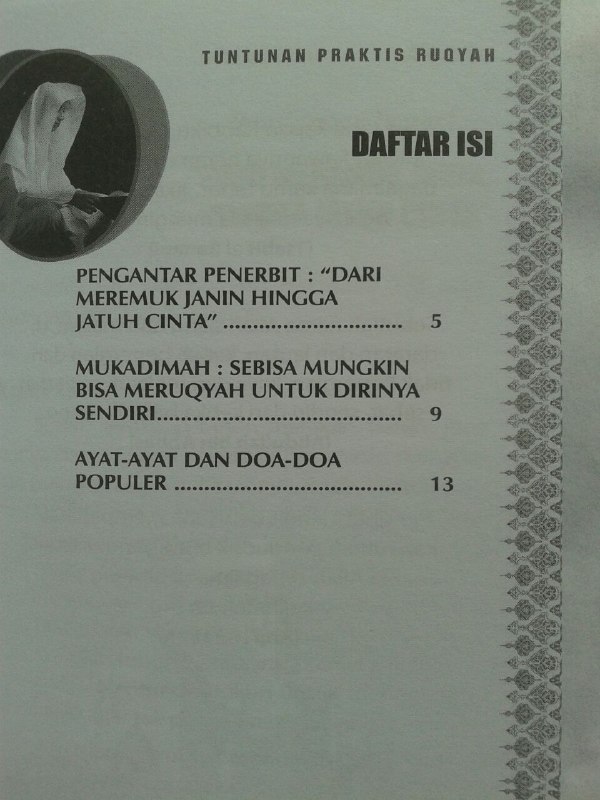 TUNTUNAN PRAKTIS RUQYAH
DAFTAR ISI
PENGANTAR PENERBIT : “DARI
MEREMUK JANIN HINGGA
JATUH CINTA” ............................... 5
MUKADIMAH : SEBISA MUNGKIN
BISA MERUQYAH UNTUK DIRINYA
SENDIRI.......................................... 9
AYAT-AYAT DAN DOA-DOA
POPULER ....................................... 13